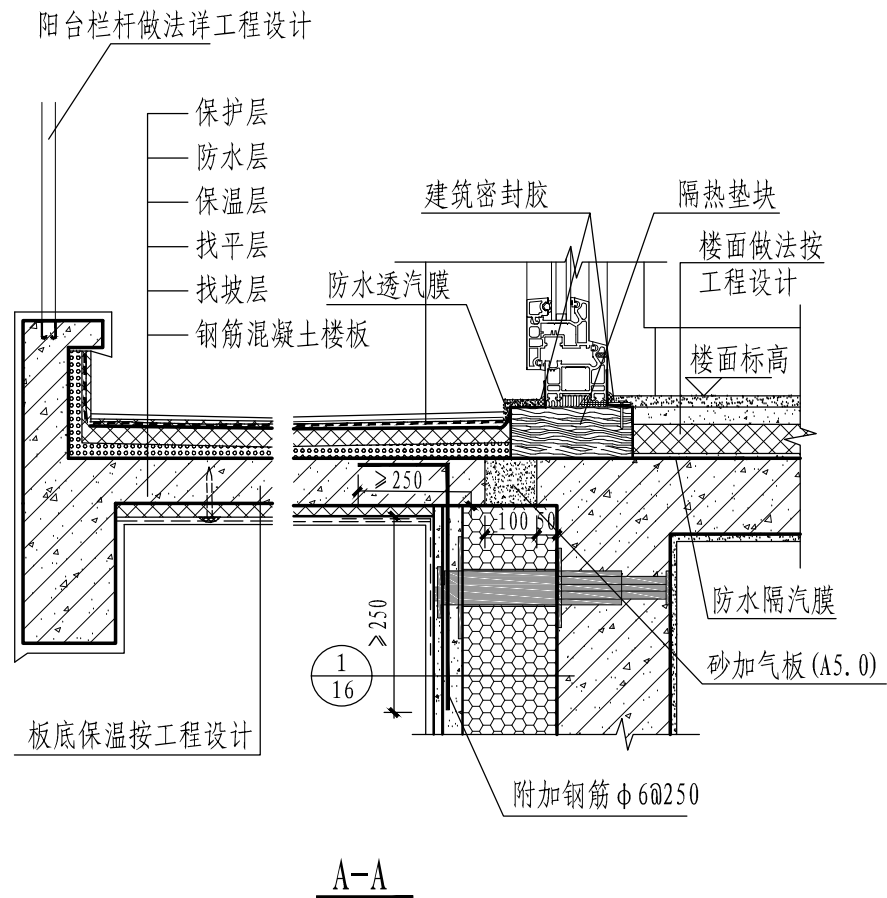 阳台栏杆做法详工程设计
保护层
防水层
保温层
找平层
找坡层
钢筋混凝土楼板
建筑密封胶
隔热垫块
楼面做法按
工程设计
防水透汽膜
楼面标高
≥250
100
50
≥250
防水隔汽膜
1
16
砂加气板(A5.0)
板底保温按工程设计
附加钢筋ϕ6@250
A-A